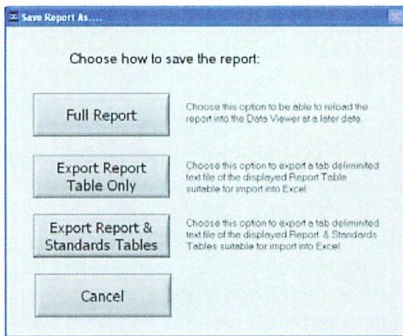 Save Report As....
Choose how to save the report:
Full Report
Choose this option to be able to reload the
report into the Data Viewer at a later date.
Export Report
Table Only
Choose this option to export a tab deliminited
text file of the displayed Report Table
suitable for import into Excel
Export Report &
Standards Tables
Choose this option to export a tab deliminited
text file of the displayed Report & Standards
Tables suitable for import into Excel
Cancel